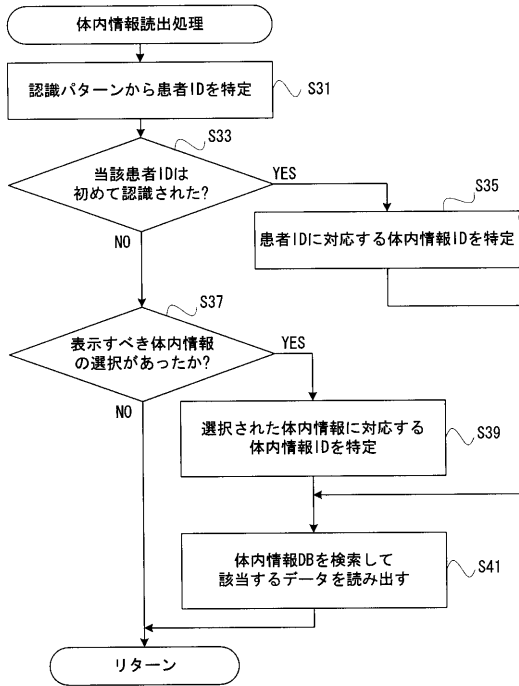 体内情報読出処理
認識パターンから患者IDを特定
S31
S33
当該患者IDは
初めて認識された?
YES
NO
S35
患者IDに対応する体内情報IDを特定
S37
表示すべき体内情報
の選択があったか?
YES
NO
選択された体内情報に対応する
体内情報IDを特定
S39
体内情報DBを検索して
該当するデータを読み出す
S41
リターン